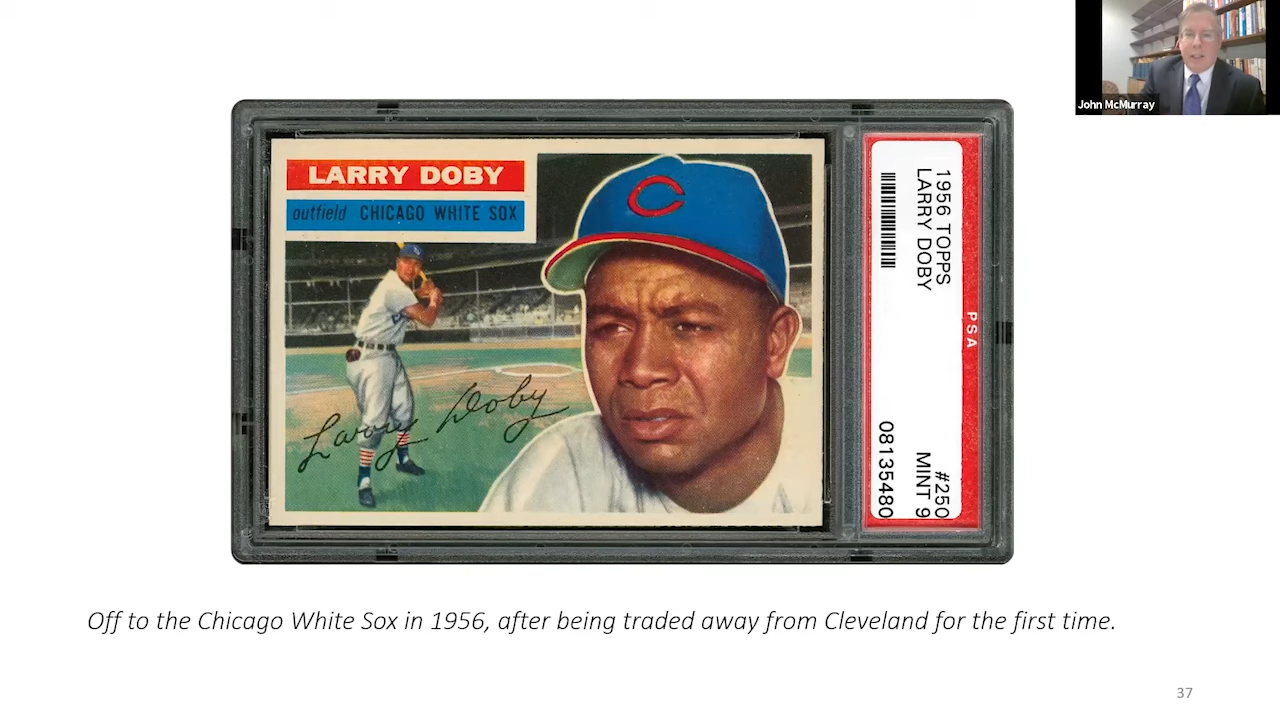 John McMurray
LARRY DOBY
outfield CHICAGO WHITE SOX
C
Larry Doby
1956 TOPPS
LARRY DOBY
#250
MINT 9
08135480
PSA
Off to the Chicago White Sox in 1956, after being traded away from Cleveland for the first time.
37